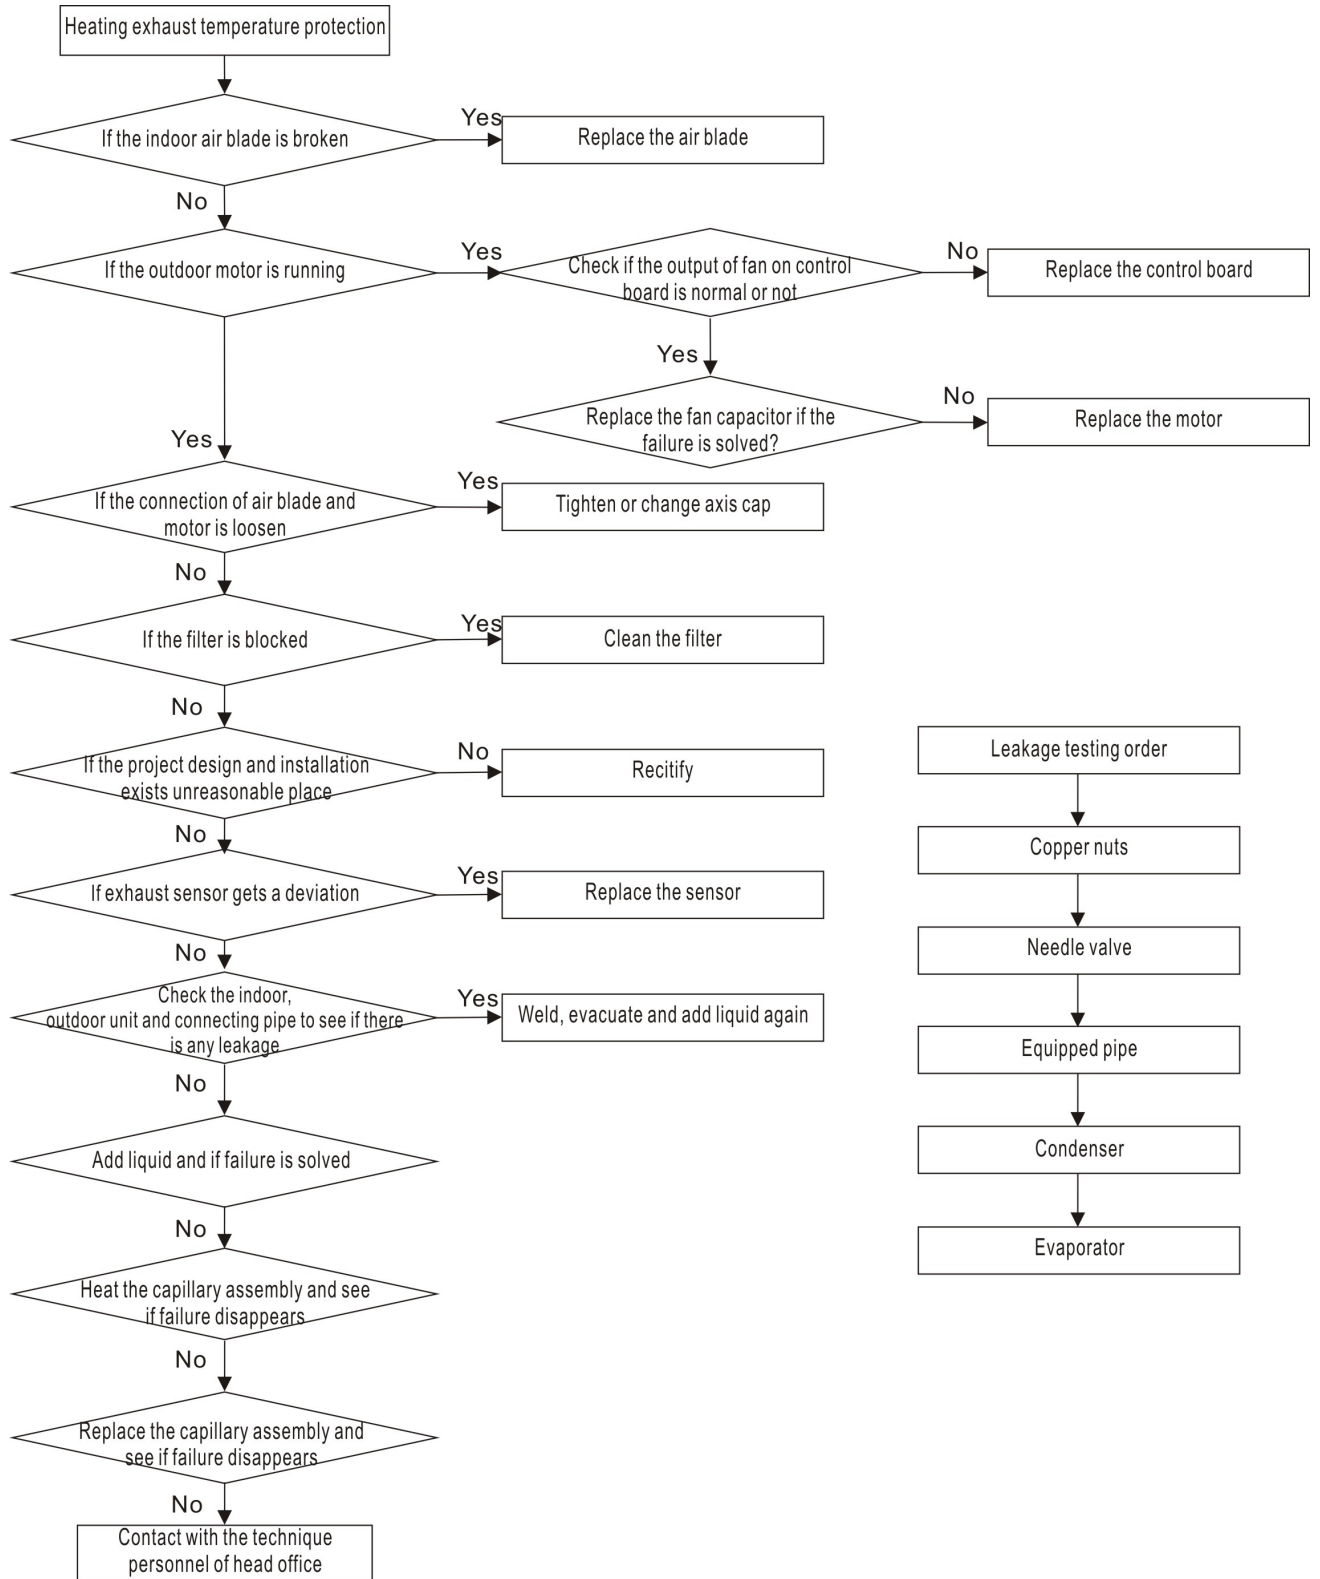 Heating exhaust temperature protection
If the indoor air blade is broken
Yes
Replace the air blade
No
If the outdoor motor is running
Yes
Check if the output of fan on control
board is normal or not
No
Replace the control board
Yes
Replace the fan capacitor if the
failure is solved?
No
Replace the motor
Yes
If the connection of air blade and
motor is loosen
Yes
Tighten or change axis cap
No
If the filter is blocked
Yes
Clean the filter
No
If the project design and installation
exists unreasonable place
No
Recitify
No
If exhaust sensor gets a deviation
Yes
Replace the sensor
No
Check the indoor,
outdoor unit and connecting pipe to see if there
is any leakage
Yes
Weld, evacuate and add liquid again
No
Add liquid and if failure is solved
No
Heat the capillary assembly and see
if failure disappears
No
Replace the capillary assembly and
see if failure disappears
No
Contact with the technique
personnel of head office
Leakage testing order
Copper nuts
Needle valve
Equipped pipe
Condenser
Evaporator